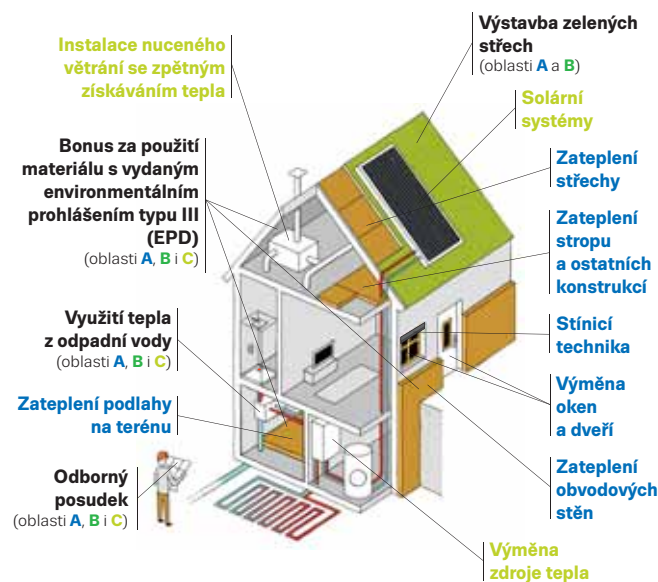 Instalace nuceného
větrání se zpětným
získáváním tepla
Bonus za použití
materiálu s vydaným
environmentálním
prohlášením typu III
(EPD)
(oblasti A, B i C)
Využití tepla
z odpadní vody
(oblasti A, B i C)
Zateplení podlahy
na terénu
Odborný
posudek
(oblasti A, B i C)
Výstavba zelených
střech
(oblasti A a B)
Solární
systémy
Zateplení
střechy
Zateplení
stropu
a ostatních
konstrukcí
Stínicí
technika
Výměna
oken
a dveří
Zateplení
obvodových
stěn
Výměna
zdroje tepla